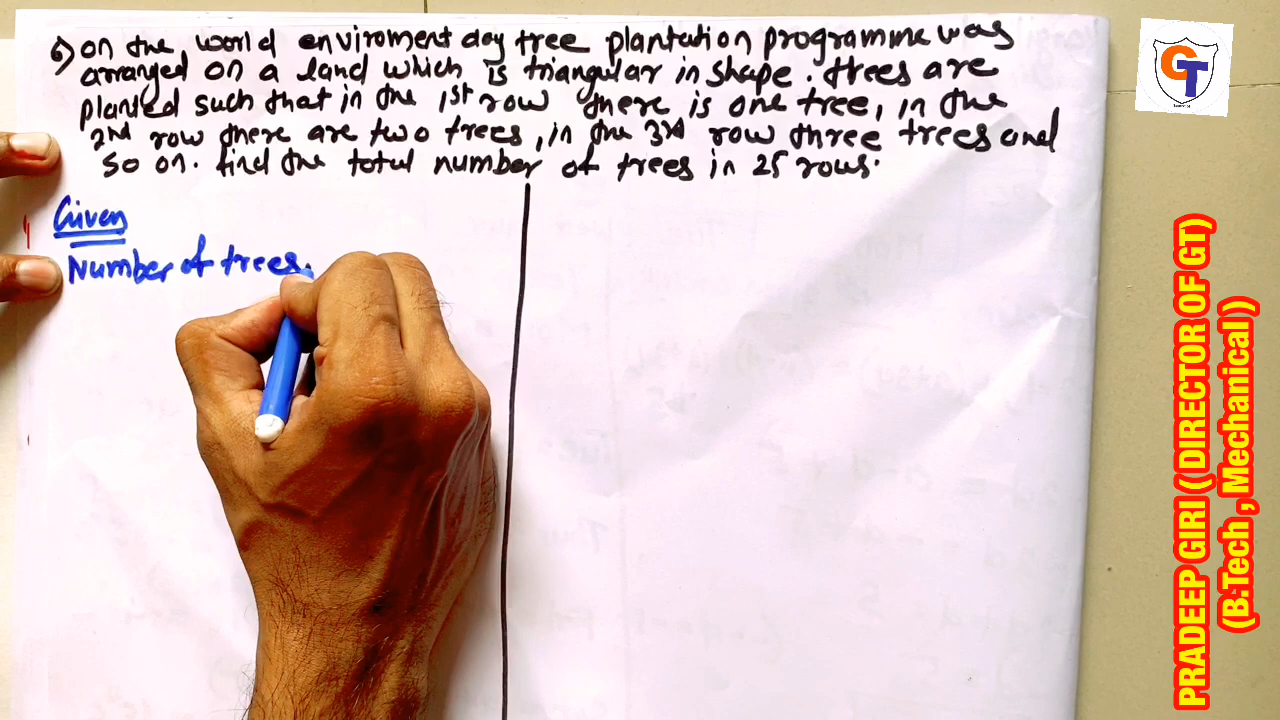 6) on the world enviroment day tree plantation programme was
arranged on a land which is triangular in shape. trees are
planted such that in the 1st row there is one tree, in the
2nd row there are two trees, in the 3rd row three trees and
so on. find the total number of trees in 25 rows.
Given
Number of trees.
GT
PRADEEP GIRI ( DIRECTOR OF GT)
(B.Tech , Mechanical )